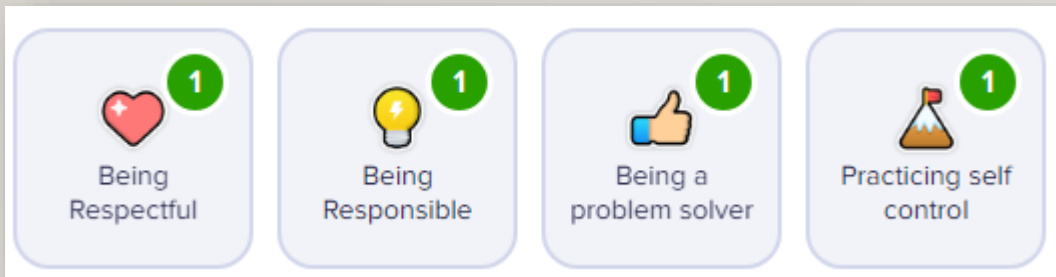 1
Being
Respectful
1
Being
Responsible
1
Being a
problem solver
1
Practicing self
control